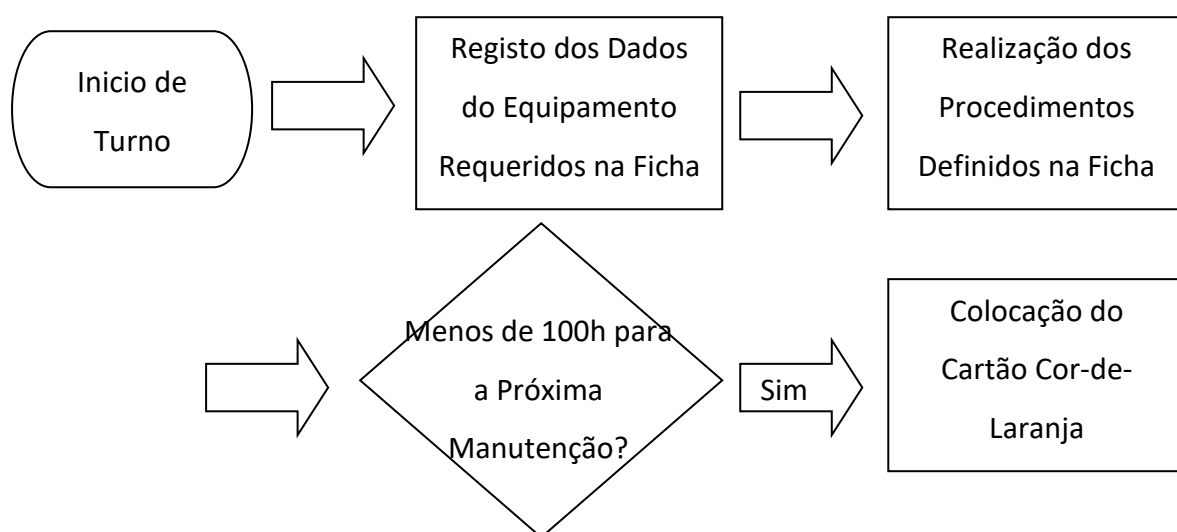 Inicio de
Turno
Registo dos Dados
do Equipamento
Requeridos na Ficha
Realização dos
Procedimentos
Definidos na Ficha
Menos de 100h para
a Próxima
Manutenção?
Sim
Colocação do
Cartão Cor-de-
Laranja